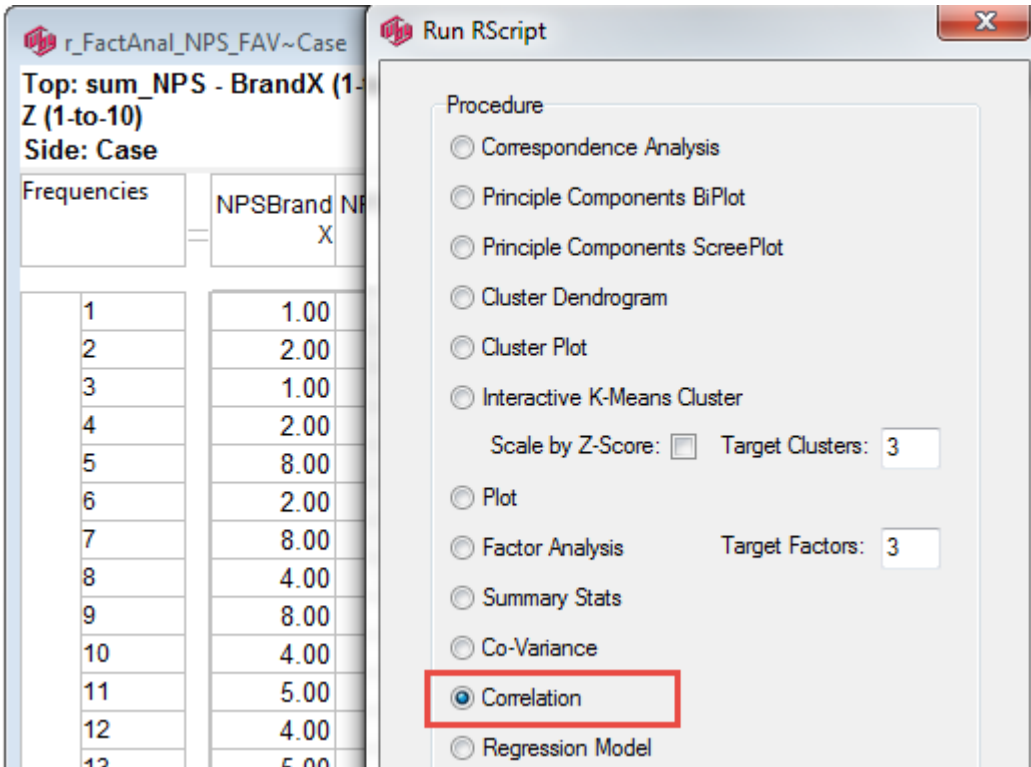 r_FactAnal_NPS_FAV~Case
Top: sum_NPS - BrandX (1-
Z (1-to-10)
Side: Case
Frequencies
NPSBrand
X
1 1.00
2 2.00
3 1.00
4 2.00
5 8.00
6 2.00
7 8.00
8 4.00
9 8.00
10 4.00
11 5.00
12 4.00
13 5.00
Run RScript
Procedure
Correspondence Analysis
Principle Components BiPlot
Principle Components ScreePlot
Cluster Dendrogram
Cluster Plot
Interactive K-Means Cluster
Scale by Z-Score: Target Clusters: 3
Plot
Factor Analysis Target Factors: 3
Summary Stats
Co-Variance
Correlation
Regression Model